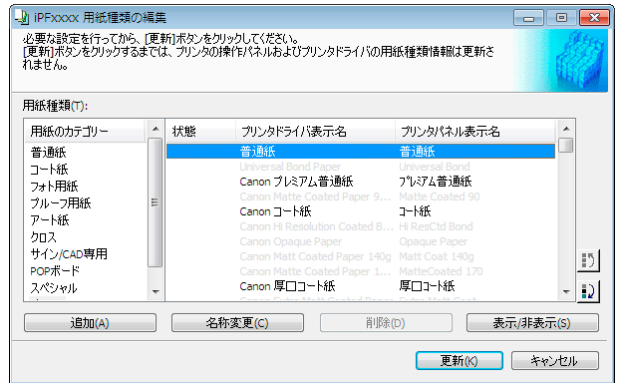 iPFxxxx 用紙種類の編集
必要な設定を行ってから、[更新]ボタンをクリックしてください。
[更新]ボタンをクリックするまでは、プリンタの操作パネルおよびプリンタドライバの用紙種類情報は更新さ
れません。
用紙種類(T):
用紙のカテゴリー 状態 プリンタドライバ表示名 プリンタパネル表示名
普通紙
コート紙
フォト用紙
プルーフ用紙
アート紙
クロス
サイン/CAD専用
POPボード
スペシャル
普通紙 普通紙
Universal Bond Paper Universal Bond
Canon プレミアム普通紙 プレミアム普通紙
Canon Matte Coated Paper 9... Matte Coated 90
Canon コート紙 コート紙
Canon Hi Resolution Coated B... Hi ResCtd Bond
Canon Opaque Paper Opaque Paper
Canon Matt Coated Paper 140g Matt Coat 140g
Canon Matte Coated Paper 1... MatteCoated 170
Canon 厚口コート紙 厚口コート紙
追加(A) 名称変更(C) 削除(D) 表示/非表示(S)
更新(K) キャンセル